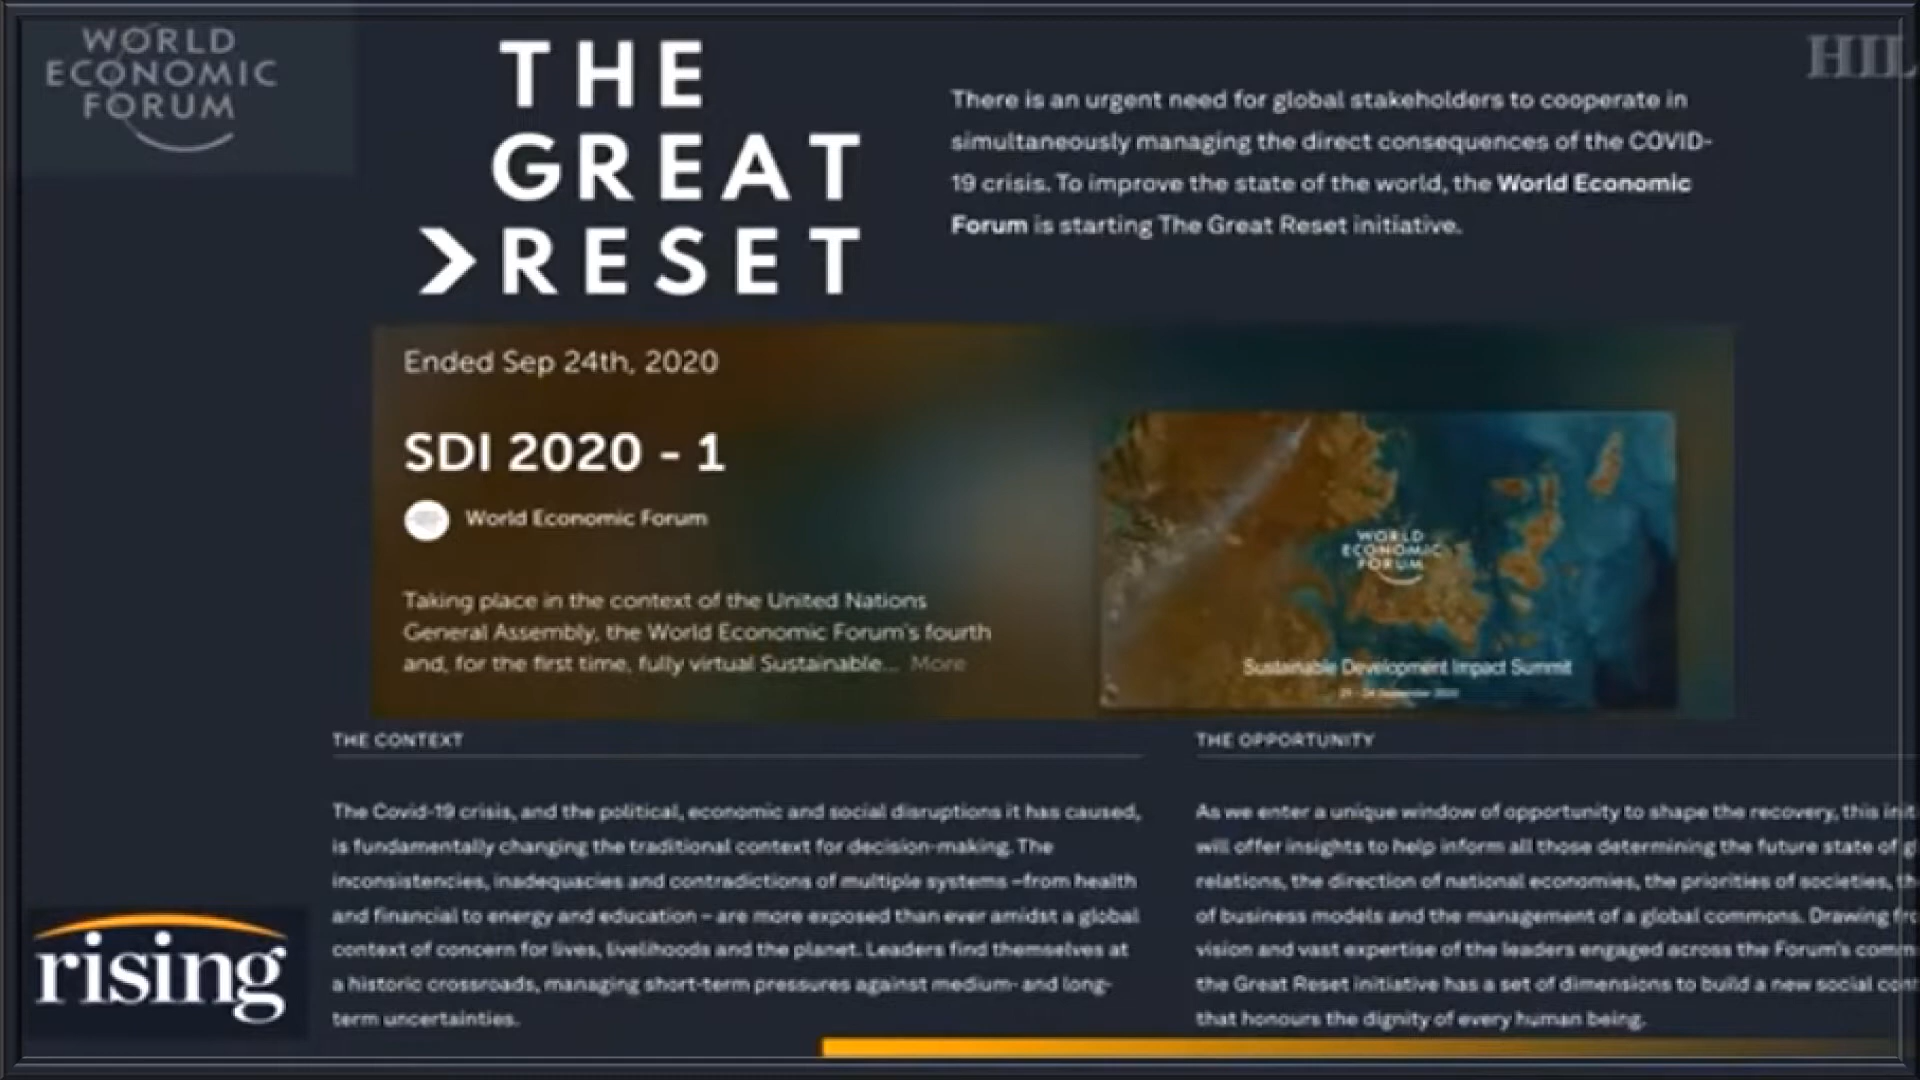 WORLD
ECONOMIC
FORUM
THE
GREAT
RESET
There is an urgent need for global stakeholders to cooperate in
simultaneously managing the direct consequences of the COVID-
19 crisis. To improve the state of the world, the World Economic
Forum is starting The Great Reset initiative.
HIL
Ended Sep 24th, 2020
SDI 2020 - 1
World Economic Forum
Taking place in the context of the United Nations
General Assembly, the World Economic Forum's fourth
and, for the first time, fully virtual Sustainable... More
WORLD
ECONOMIC
FORUM
Sustainable Development Impact Summit
September 2020
THE CONTEXT
The Covid-19 crisis, and the political, economic and social disruptions it has caused,
is fundamentally changing the traditional context for decision-making. The
inconsistencies, inadequacies and contradictions of multiple systems –from health
and financial to energy and education – are more exposed than ever amidst a global
context of concern for lives, livelihoods and the planet. Leaders find themselves at
a historic crossroads, managing short-term pressures against medium- and long-
term uncertainties.
THE OPPORTUNITY
As we enter a unique window of opportunity to shape the recovery, this
will offer insights to help inform all those determining the future state of
relations, the direction of national economies, the priorities of societies,
of business models and the management of a global commons. Drawing
vision and vast expertise of the leaders engaged across the Forum's
the Great Reset initiative has a set of dimensions to build a new social
that honours the dignity of every human being.
rising